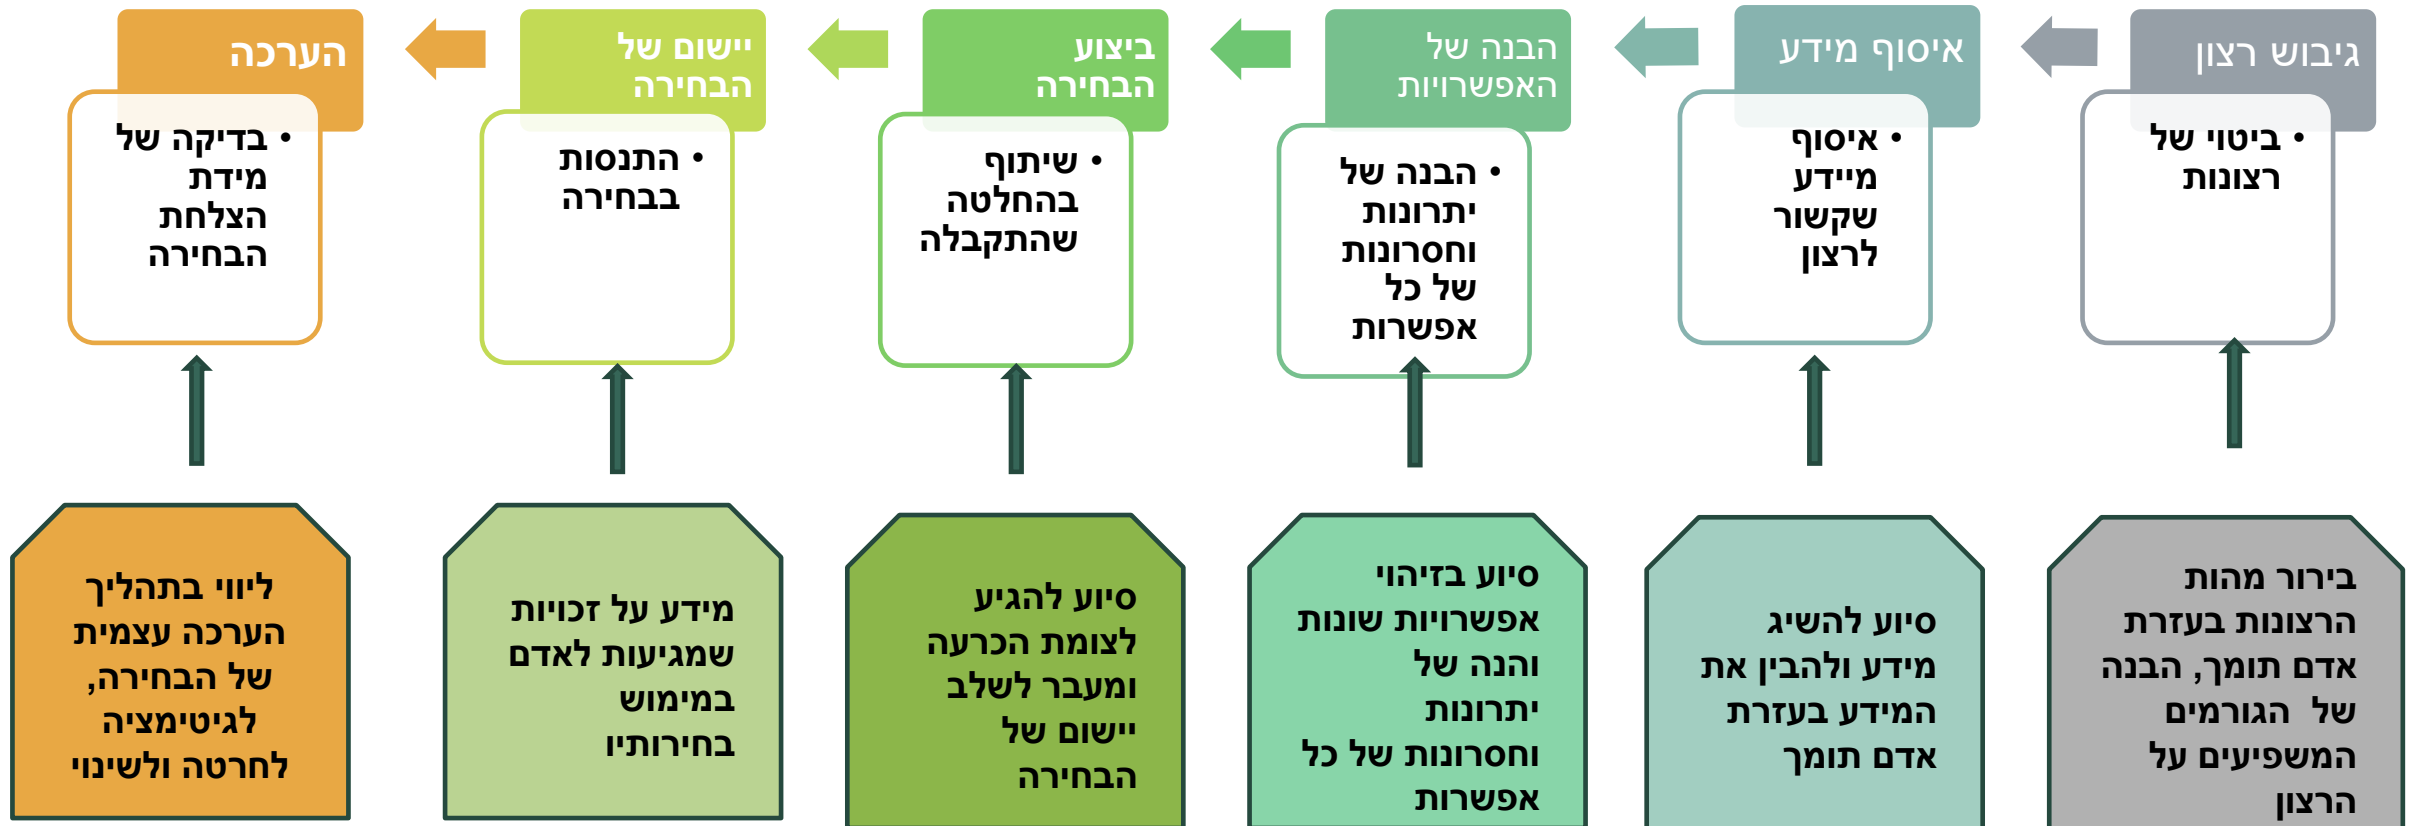 גיבוש רצון
איסוף מידע
הבנה של
האפשרויות
ביצוע
הבחירה
יישום של
הבחירה
הערכה
• ביטוי של
רצונות
• איסוף
מיידע
שקשור
לרצון
• הבנה של
יתרונות
וחסרונות
של כל
אפשרות
• שיתוף
בהחלטה
שהתקבלה
• התנסות
בבחירה
• בדיקה של
מידת
הצלחת
הבחירה
בירור מהות
הרצונות בעזרת
אדם תומך, הבנה
של הגורמים
המשפיעים על
הרצון
סיוע להשיג
מידע ולהבין את
המידע בעזרת
אדם תומך
סיוע בזיהוי
אפשרויות שונות
והנה של
יתרונות
וחסרונות של כל
אפשרות
סיוע להגיע
לצומת הכרעה
ומעבר לשלב
יישום של
הבחירה
מידע על זכויות
שמגיעות לאדם
במימוש
בחירותיו
ליווי בתהליך
הערכה עצמית
של הבחירה,
לגיטימציה
לחרטה ולשינוי